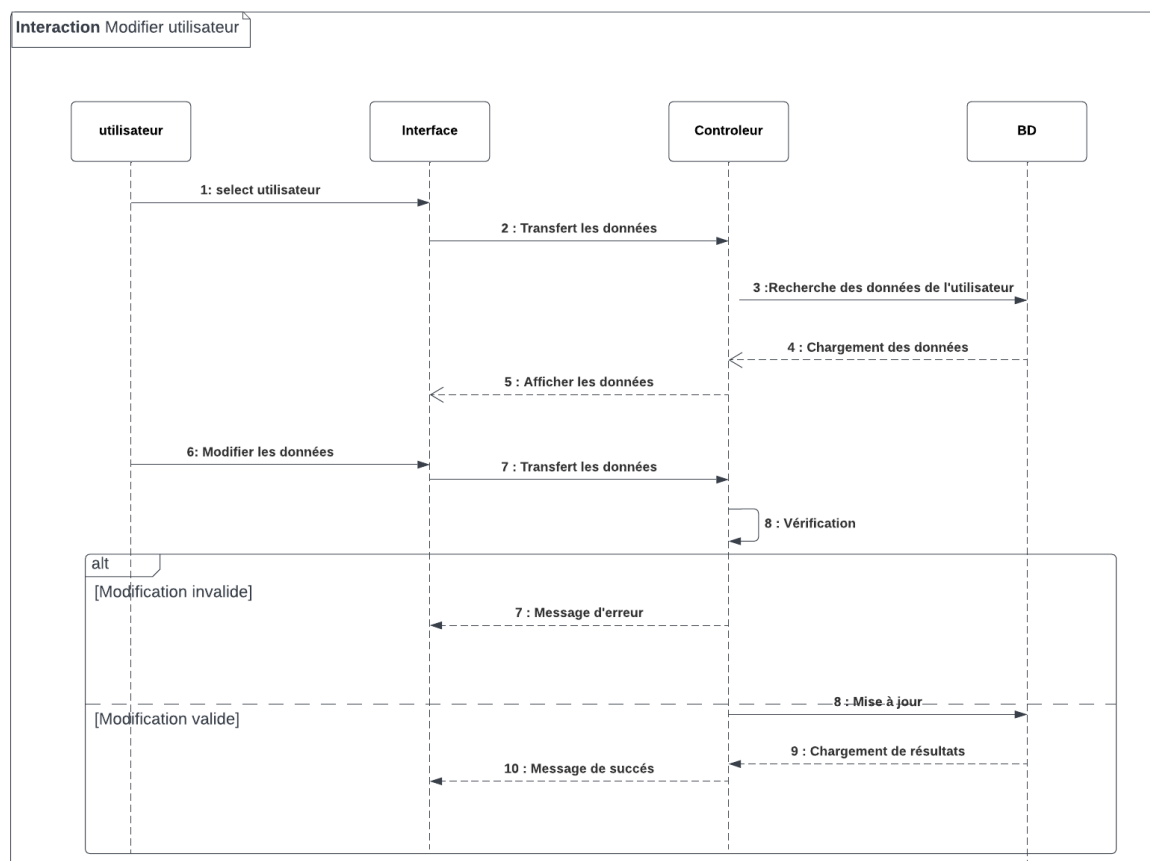 Interaction Modifier utilisateur
utilisateur
Interface
Controleur
BD
1: select utilisateur
2 : Transfert les données
3 :Recherche des données de l'utilisateur
4 : Chargement des données
5 : Afficher les données
6: Modifier les données
7 : Transfert les données
8 : Vérification
alt
[Modification invalide]
7 : Message d'erreur
8 : Mise à jour
[Modification valide]
9 : Chargement de résultats
10 : Message de succés